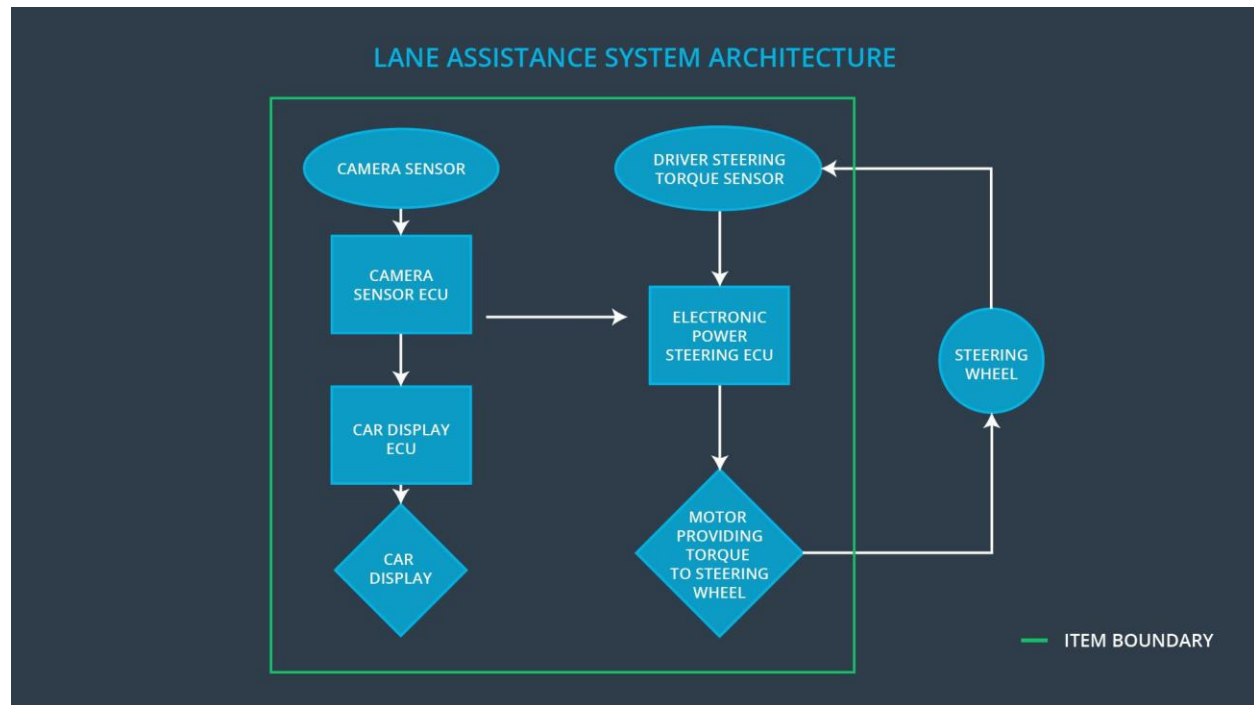 LANE ASSISTANCE SYSTEM ARCHITECTURE
CAMERA SENSOR
CAMERA
SENSOR ECU
CAR DISPLAY
ECU
CAR
DISPLAY
DRIVER STEERING
TORQUE SENSOR
ELECTRONIC
POWER
STEERING ECU
MOTOR
PROVIDING
TORQUE
TO STEERING
WHEEL
STEERING
WHEEL
ITEM BOUNDARY